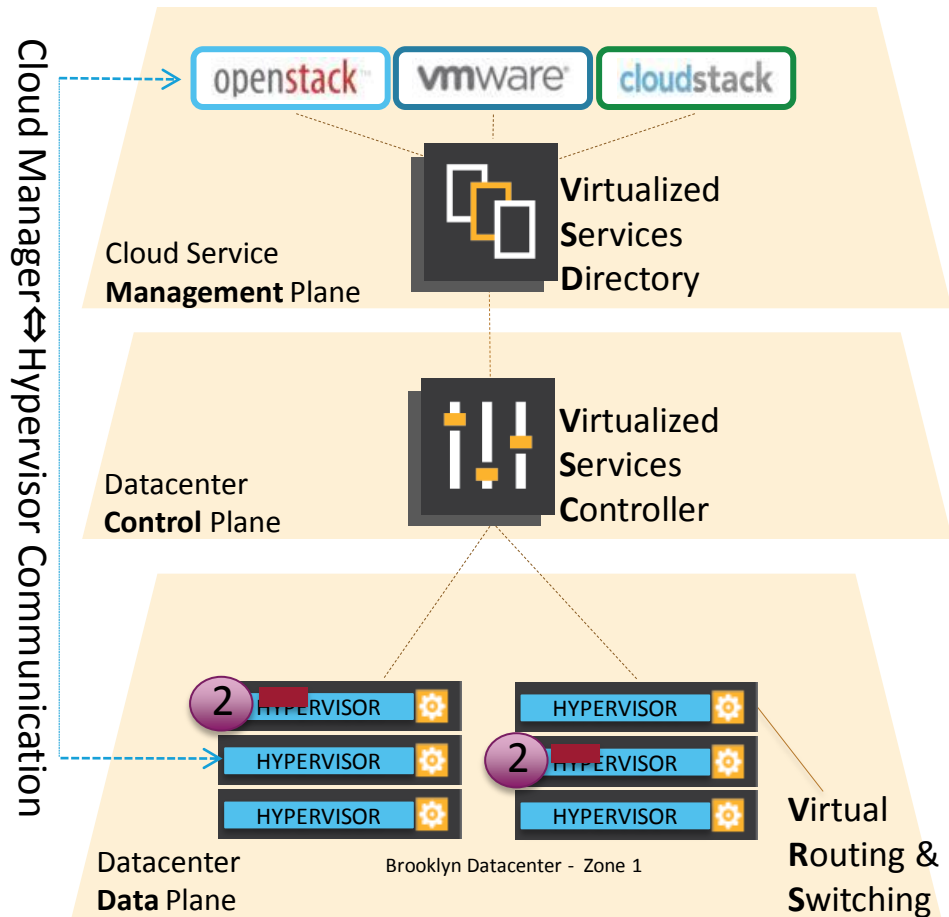 Cloud Manager⇔Hypervisor Communication
openstack™
vmware®
cloudstack
Virtualized
Services
Directory
Cloud Service
Management Plane
Virtualized
Services
Controller
Datacenter
Control Plane
2
HYPERVISOR
HYPERVISOR
HYPERVISOR
HYPERVISOR
2
HYPERVISOR
HYPERVISOR
Virtual
Routing &
Switching
Brooklyn Datacenter - Zone 1
Datacenter
Data Plane